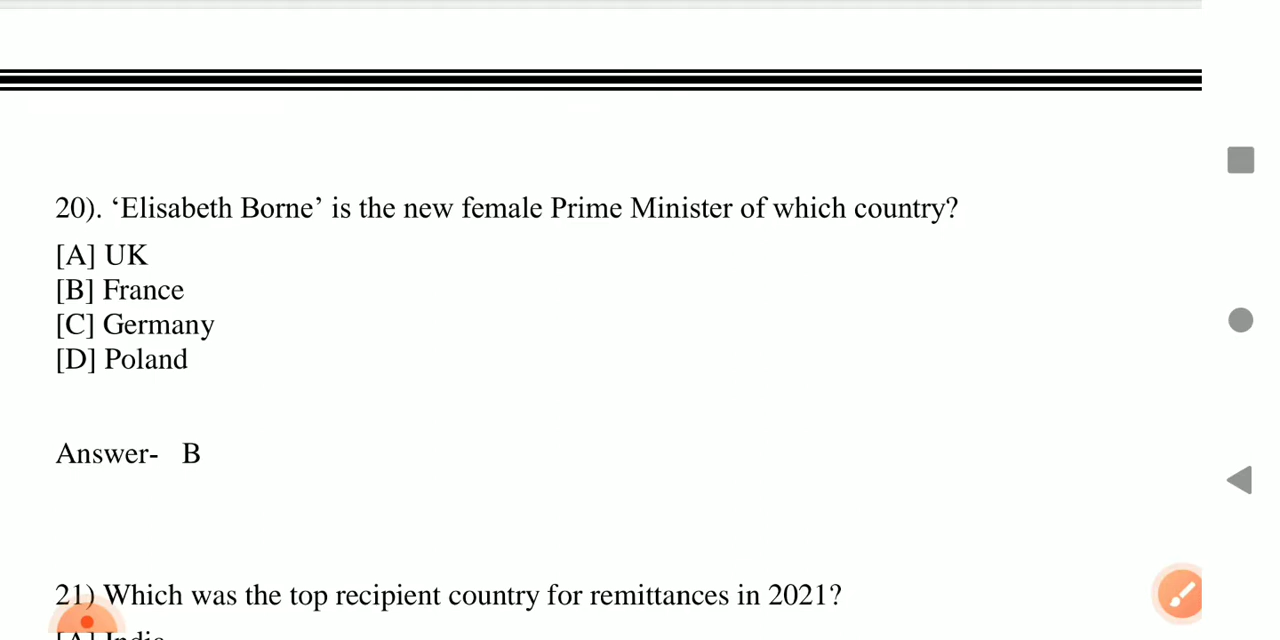 20). ‘Elisabeth Borne’ is the new female Prime Minister of which country?
[A] UK
[B] France
[C] Germany
[D] Poland
Answer- B
21) Which was the top recipient country for remittances in 2021?
[A] India